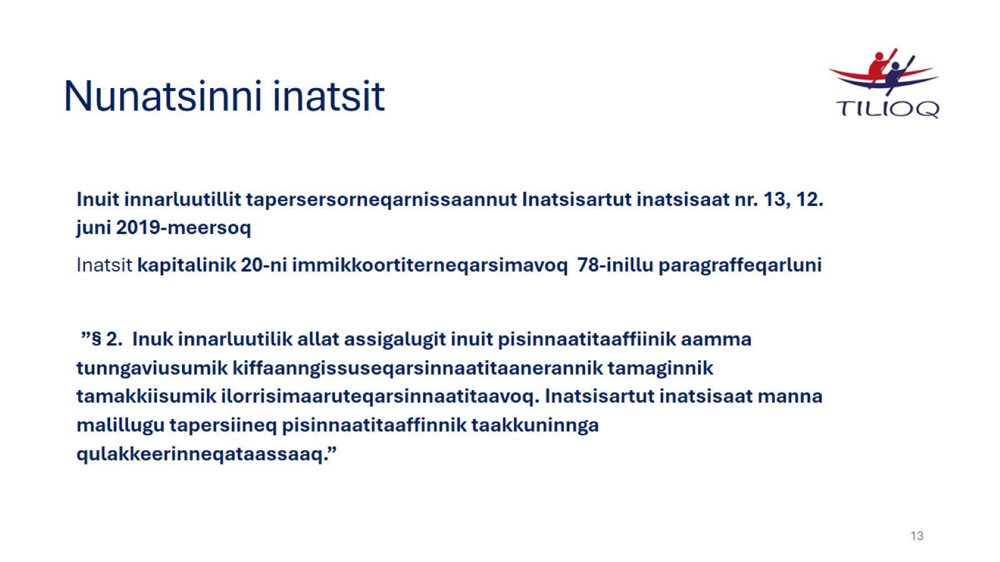 Nunatsinni inatsit
TILIOQ
Inuit innarluutillit tapersersorneqarnissaannut Inatsisartut inatsisaat nr. 13, 12.
juni 2019-meersoq
Inatsit kapitalinik 20-ni immikkoortiterneqarsimavoq  78-inillu paragraffeqarluni
”§ 2.  Inuk innarluutilik allat assigalugit inuit pisinnaatitaaffiinik aamma
tunngaviusumik kiffaanngissuseqarsinnaatitaanerannik tamaginnik
tamakkiisumik ilorrisimaaruteqarsinnaatitaavoq. Inatsisartut inatsisaat manna
malillugu tapersiineq pisinnaatitaaffinnik taakkuninnga
qulakkeerinneqataassaaq.”
13